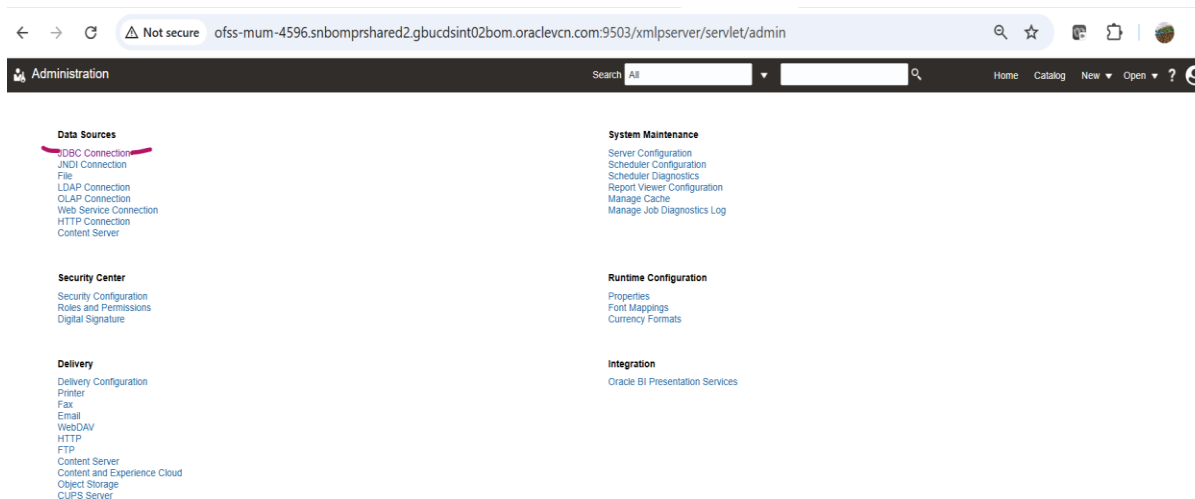 Not secure ofss-mum-4596.snbomprshared2.gbucdsint02bom.oraclevcn.com:9503/xmlpserver/servlet/admin
Administration Search All Home Catalog New Open ?
Data Sources
JDBC Connection
JNDI Connection
File
LDAP Connection
OLAP Connection
Web Service Connection
HTTP Connection
Content Server
System Maintenance
Server Configuration
Scheduler Configuration
Scheduler Diagnostics
Report Viewer Configuration
Manage Cache
Manage Job Diagnostics Log
Security Center
Security Configuration
Roles and Permissions
Digital Signature
Runtime Configuration
Properties
Font Mappings
Currency Formats
Delivery
Delivery Configuration
Printer
Fax
Email
WebDAV
HTTP
FTP
Content Server
Content and Experience Cloud
Object Storage
CUPS Server
Integration
Oracle BI Presentation Services